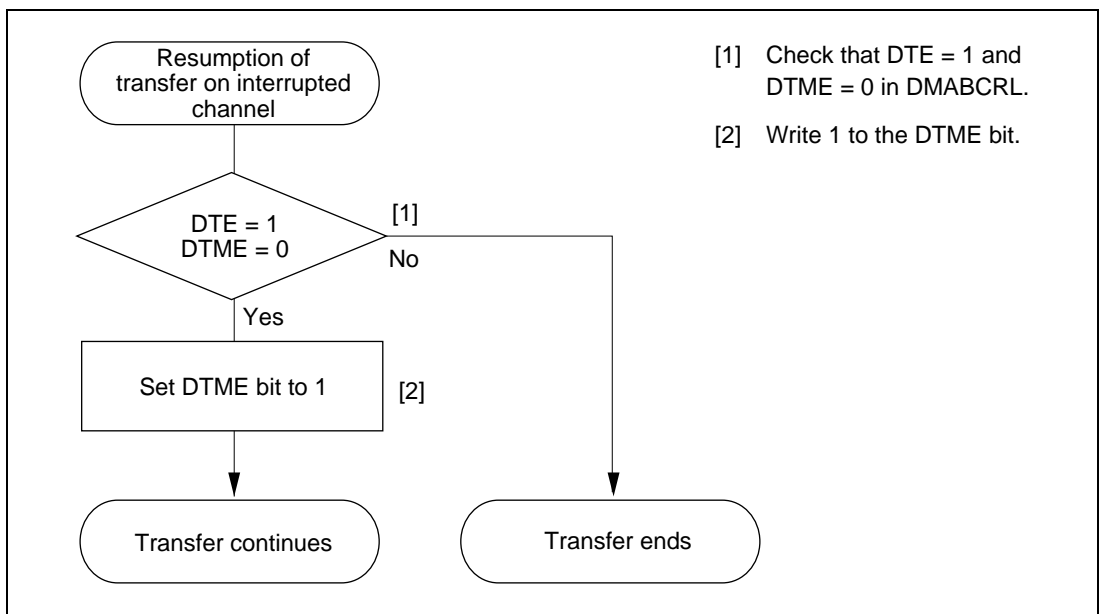 Resumption of
transfer on interrupted
channel
[1] Check that DTE = 1 and
DTME = 0 in DMABCRL.
[2] Write 1 to the DTME bit.
DTE = 1
DTME = 0
[1]
No
Yes
Set DTME bit to 1
[2]
Transfer continues
Transfer ends